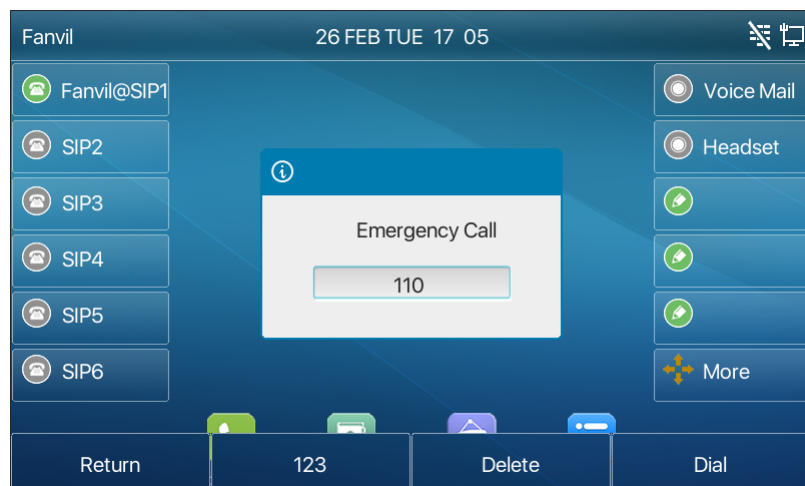 Fanvil
26 FEB TUE 17 05
Fanvil@SIP1
SIP2
SIP3
SIP4
SIP5
SIP6
Emergency Call
110
Voice Mail
Headset
More
Return
123
Delete
Dial